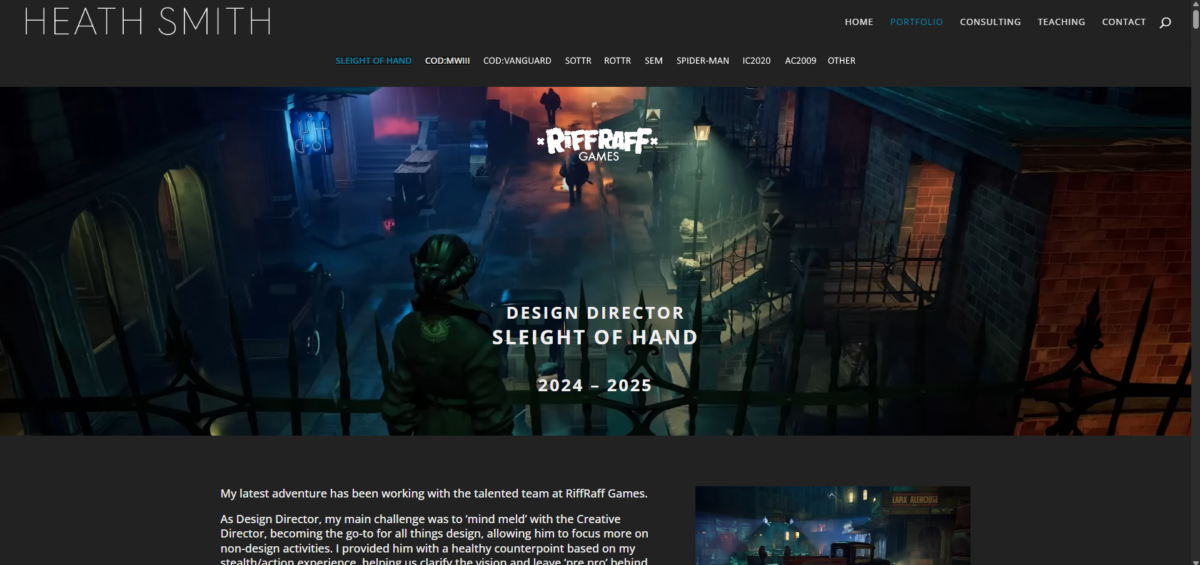 HEATH SMITH
HOME PORTFOLIO CONSULTING TEACHING CONTACT
SLEIGHT OF HAND COD:MWIII COD:VANGUARD SOTTR ROTTR SEM SPIDER-MAN IC2020 AC2009 OTHER
RIFFRAFF
GAMES
DESIGN DIRECTOR
SLEIGHT OF HAND
2024 – 2025
My latest adventure has been working with the talented team at RiffRaff Games.
As Design Director, my main challenge was to ‘mind meld’ with the Creative
Director, becoming the go-to for all things design, allowing him to focus more on
non-design activities. I provided him with a healthy counterpoint based on my
stealth/action experience, helping us clarify the vision and leave ‘pre pro’ behind
ALEHOUSE